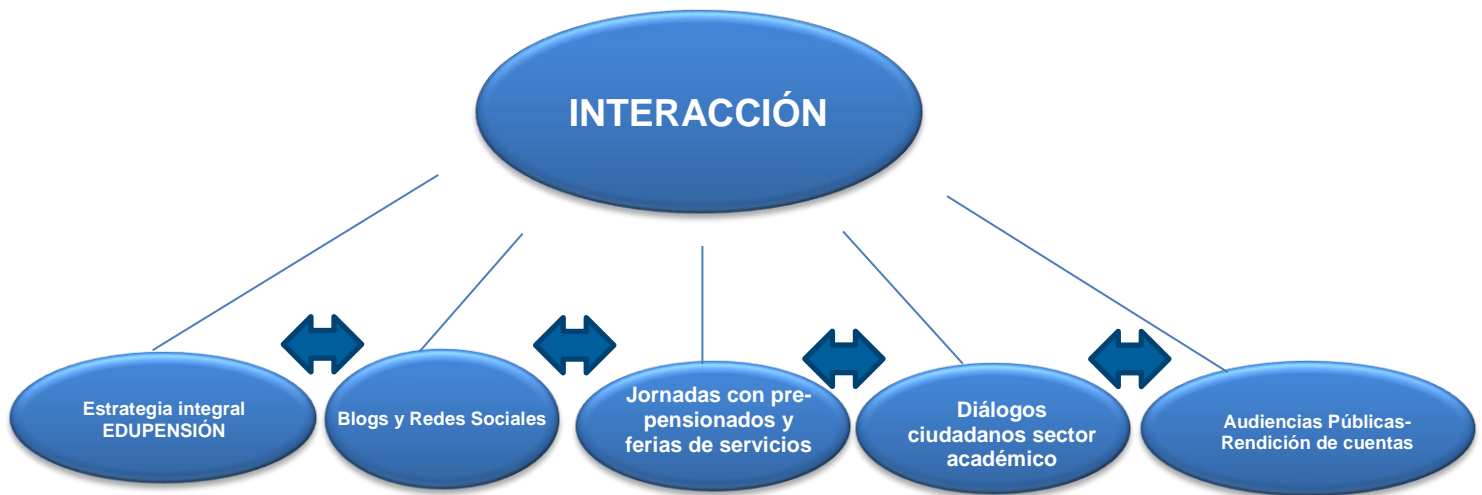 INTERACCIÓN
Estrategia integral
EDUPENSIÓN
Blogs y Redes Sociales
Jornadas con pre-
pensionados y
ferias de servicios
Diálogos
ciudadanos sector
académico
Audiencias Públicas-
Rendición de cuentas